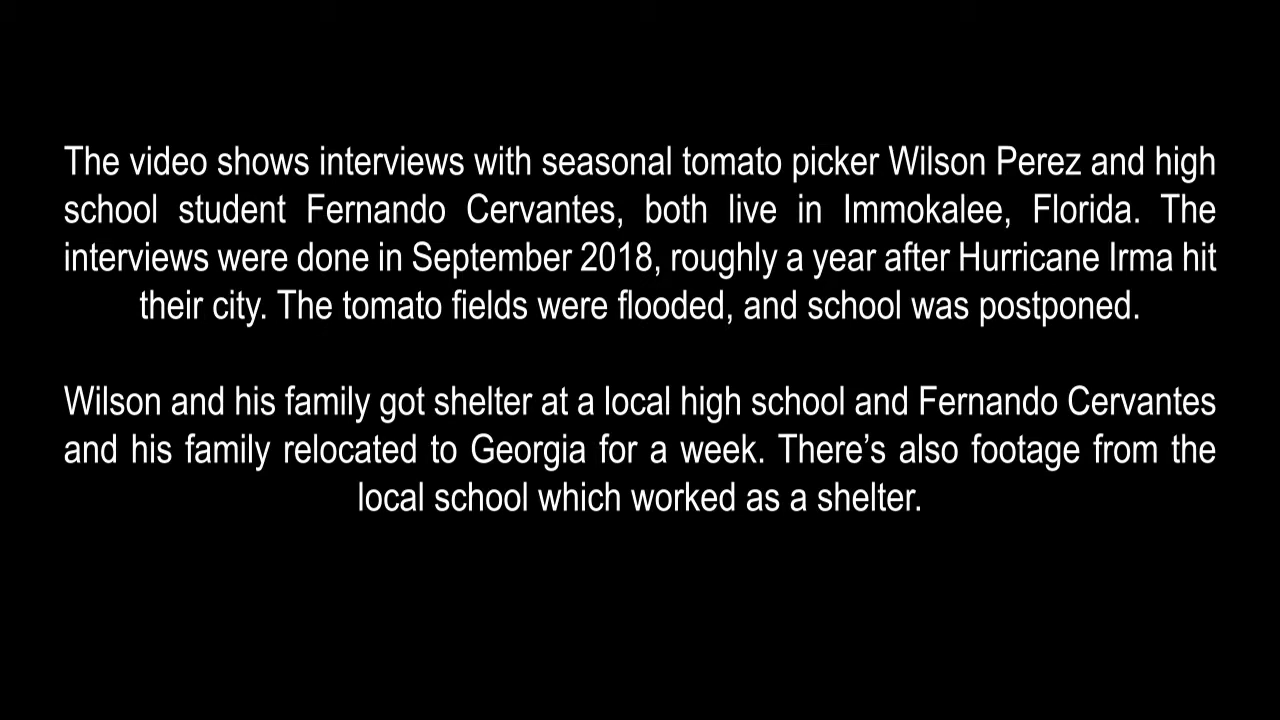 The video shows interviews with seasonal tomato picker Wilson Perez and high
school student Fernando Cervantes, both live in Immokalee, Florida. The
interviews were done in September 2018, roughly a year after Hurricane Irma hit
their city. The tomato fields were flooded, and school was postponed.
Wilson and his family got shelter at a local high school and Fernando Cervantes
and his family relocated to Georgia for a week. There’s also footage from the
local school which worked as a shelter.